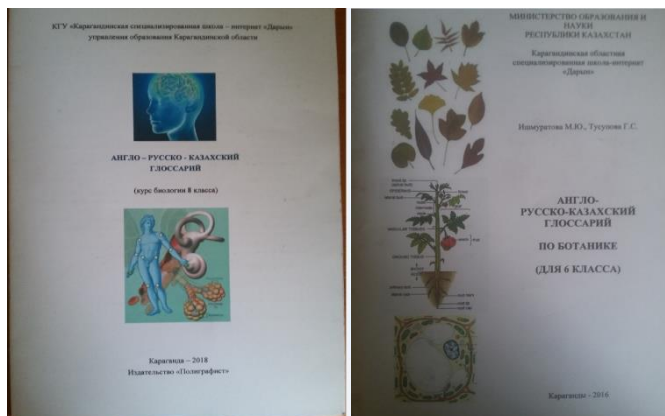 КГУ «Карагандинская специализированная школа – интернат «Дарын»
управления образования Карагандинской области
АНГЛО – РУССКО - КАЗАХСКИЙ
ГЛОССАРИЙ
(курс биологии 8 класса)
Караганда – 2018
Издательство «Полиграфист»
МИНИСТЕРСТВО ОБРАЗОВАНИЯ И
НАУКИ
РЕСПУБЛИКИ КАЗАХСТАН
Карагандинская областная
специализированная школа-интернат
«Дарын»
Ишмуратова М.Ю., Тусупова Г.С.
АНГЛО-
РУССКО-КАЗАХСКИЙ
ГЛОССАРИЙ
ПО БОТАНИКЕ
(ДЛЯ 6 КЛАССА)
Караганды - 2016